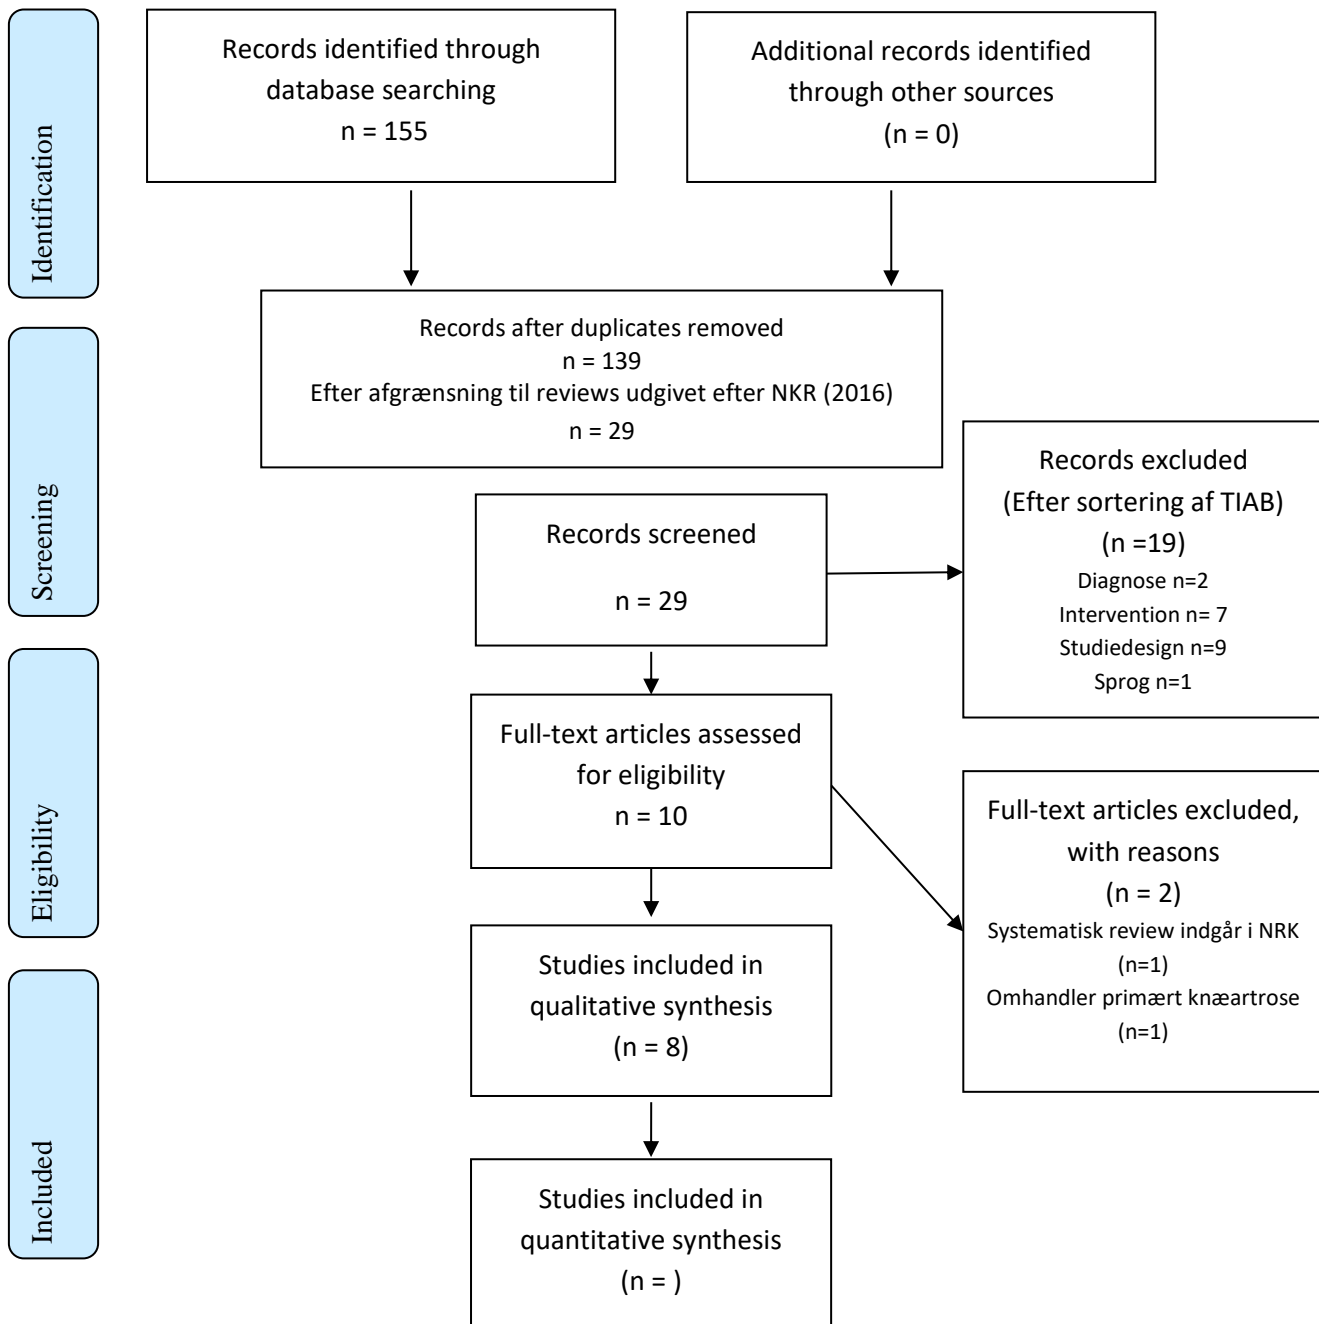 Identification
Records identified through
database searching
n = 155
Additional records identified
through other sources
(n = 0)
Records after duplicates removed
n = 139
Efter afgrænsning til reviews udgivet efter NKR (2016)
n = 29
Screening
Records screened
n = 29
Records excluded
(Efter sortering af TIAB)
(n =19)
Diagnose n=2
Intervention n= 7
Studiedesign n=9
Sprog n=1
Eligibility
Full-text articles assessed
for eligibility
n = 10
Full-text articles excluded,
with reasons
(n = 2)
Systematisk review indgår i NRK
(n=1)
Omhandler primært knæartrose
(n=1)
Included
Studies included in
qualitative synthesis
(n = 8)
Studies included in
quantitative synthesis
(n = )